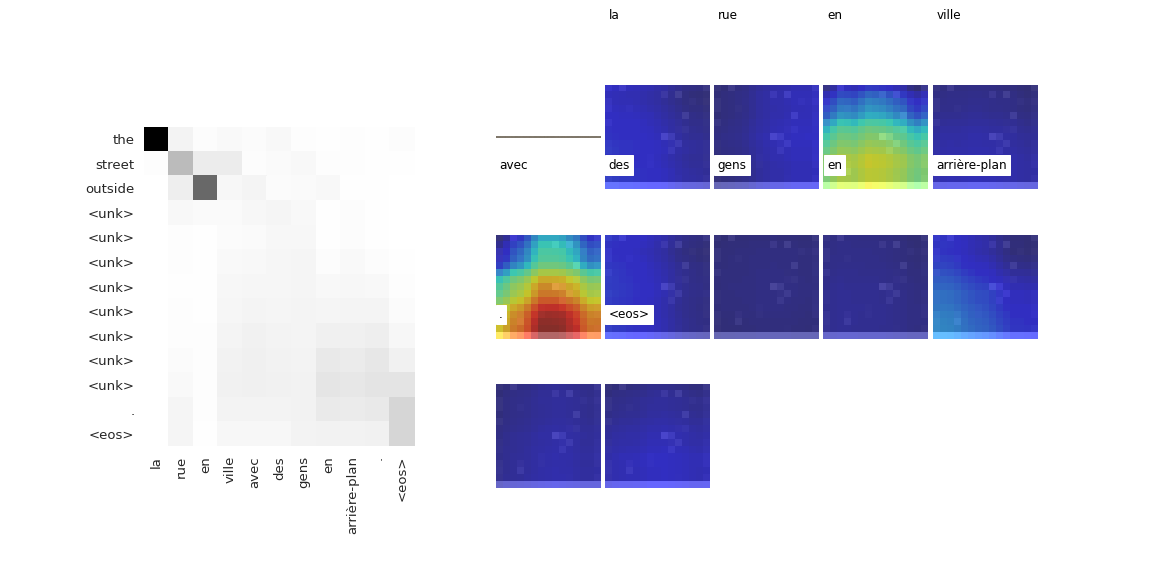 la rue en ville
the
street
outside
<unk>
<unk>
<unk>
<unk>
<unk>
<unk>
<unk>
<unk>
.
<eos>
la rue en ville avec des gens en arrière-plan . <eos>
avec des gens en arrière-plan
. <eos>